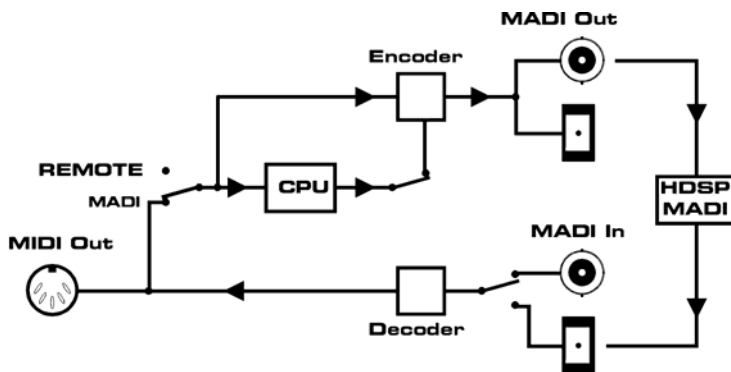 MADI Out
Encoder
REMOTE
CPU
MADI
HDSP
MADI
MIDI Out
MADI In
Decoder